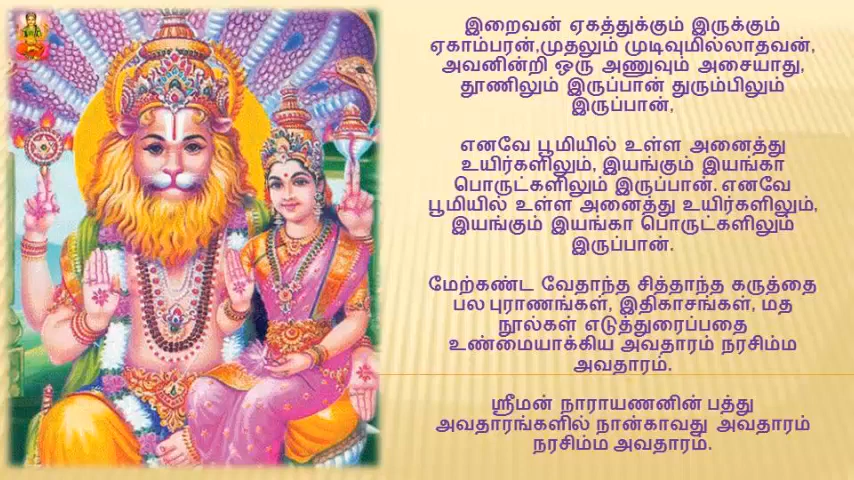 இறைவன் ஏகத்துக்கும் இருக்கும்
ஏகாம்பரன்,முதலும் முடிவுமில்லாதவன்,
அவனின்றி ஒரு அணுவும் அசையாது,
தூணிலும் இருப்பான் துரும்பிலும்
இருப்பான்,
எனவே பூமியில் உள்ள அனைத்து
உயிர்களிலும், இயங்கும் இயங்கா
பொருட்களிலும் இருப்பான். எனவே
பூமியில் உள்ள அனைத்து உயிர்களிலும்,
இயங்கும் இயங்கா பொருட்களிலும்
இருப்பான்.
மேற்கண்ட வேதாந்த சித்தாந்த கருத்தை
பல புராணங்கள், இதிகாசங்கள், மத
நூல்கள் எடுத்துரைப்பதை
உண்மையாக்கிய அவதாரம் நரசிம்ம
அவதாரம்.
ஸ்ரீமன் நாராயணனின் பத்து
அவதாரங்களில் நான்காவது அவதாரம்
நரசிம்ம அவதாரம்.